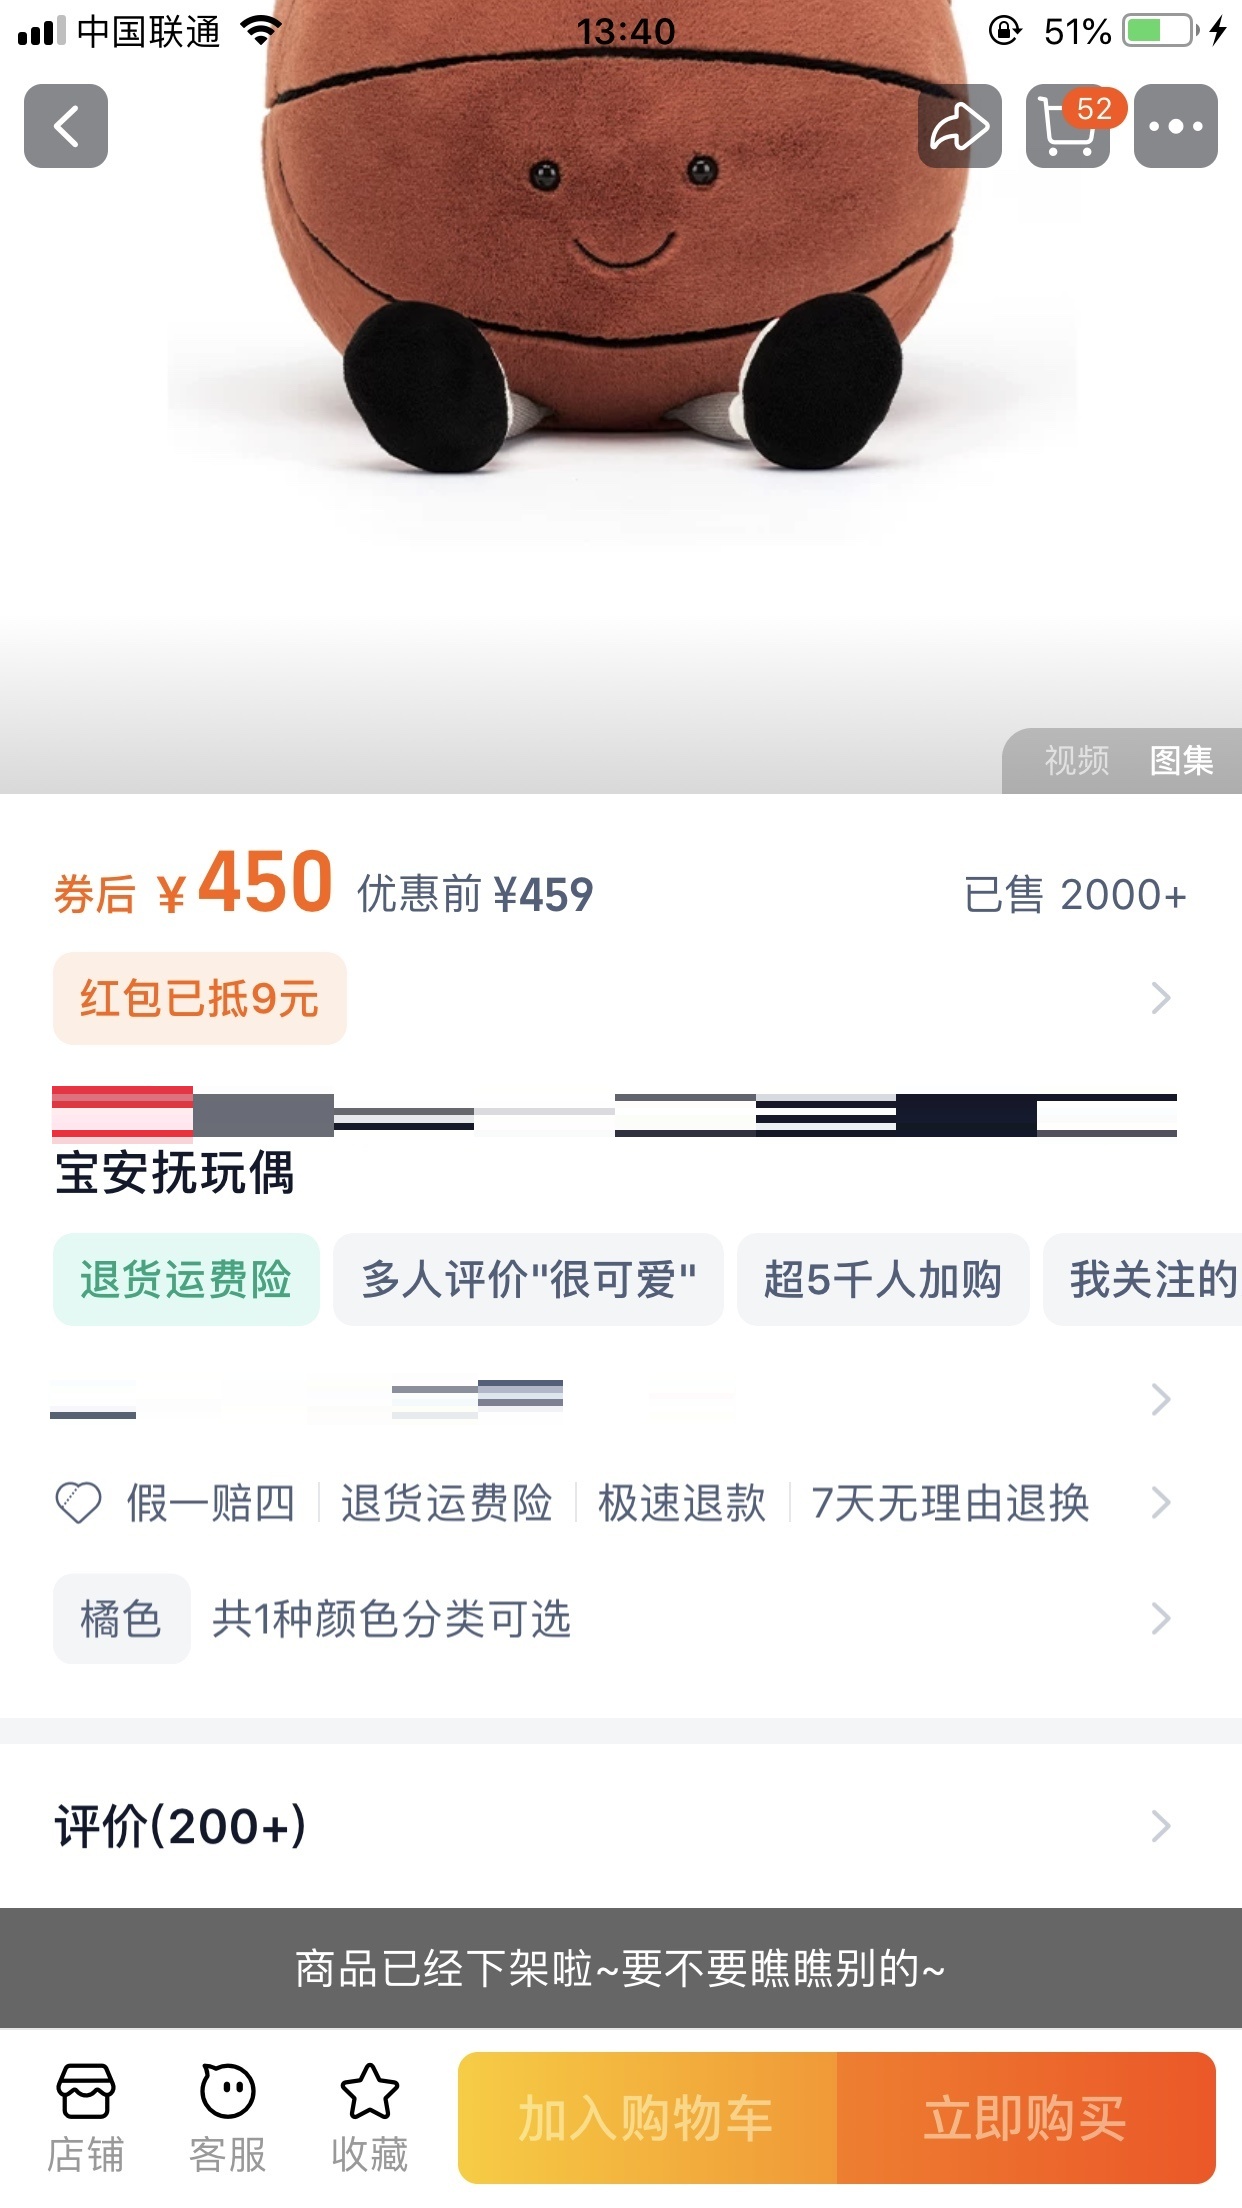 中国联通 13:40 51%
52
视频 图集
券后 ¥450 优惠前 ¥459 已售 2000+
红包已抵9元
宝安抚玩偶
退货运费险 多人评价"很可爱" 超5千人加购 我关注的
假一赔四 退货运费险 极速退款 7天无理由退换
橘色 共1种颜色分类可选
评价(200+)
商品已经下架啦~要不要瞧瞧别的~
店铺 客服 收藏 加入购物车 立即购买